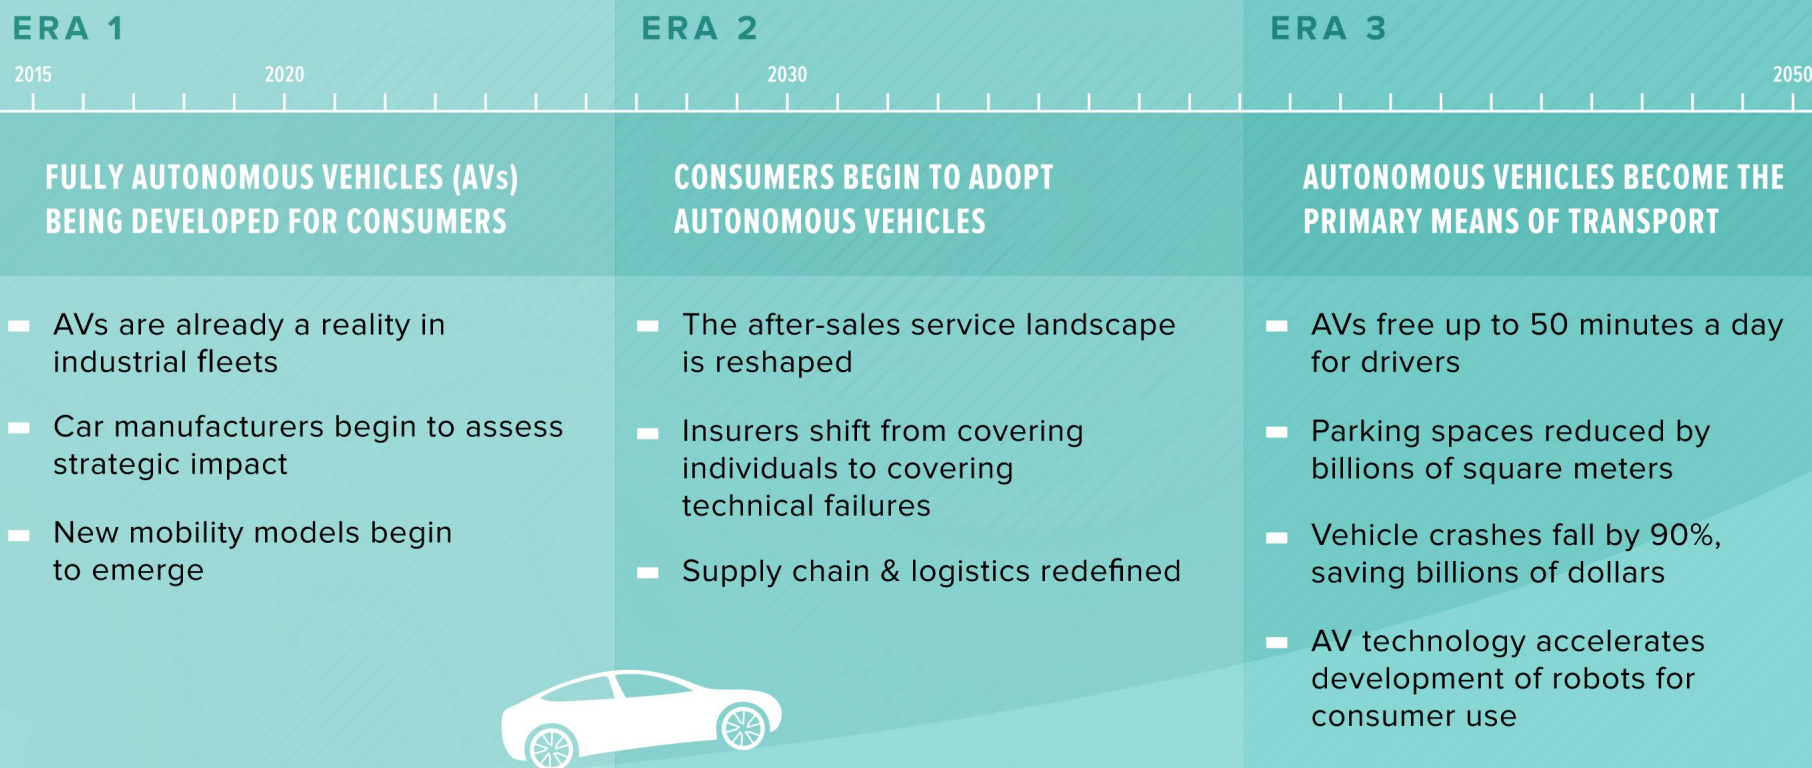 ERA 1
2015
2020
FULLY AUTONOMOUS VEHICLES (AVs)
BEING DEVELOPED FOR CONSUMERS
AVs are already a reality in
industrial fleets
Car manufacturers begin to assess
strategic impact
New mobility models begin
to emerge
ERA 2
2030
CONSUMERS BEGIN TO ADOPT
AUTONOMOUS VEHICLES
The after-sales service landscape
is reshaped
Insurers shift from covering
individuals to covering
technical failures
Supply chain & logistics redefined
ERA 3
2050
AUTONOMOUS VEHICLES BECOME THE
PRIMARY MEANS OF TRANSPORT
AVs free up to 50 minutes a day
for drivers
Parking spaces reduced by
billions of square meters
Vehicle crashes fall by 90%,
saving billions of dollars
AV technology accelerates
development of robots for
consumer use